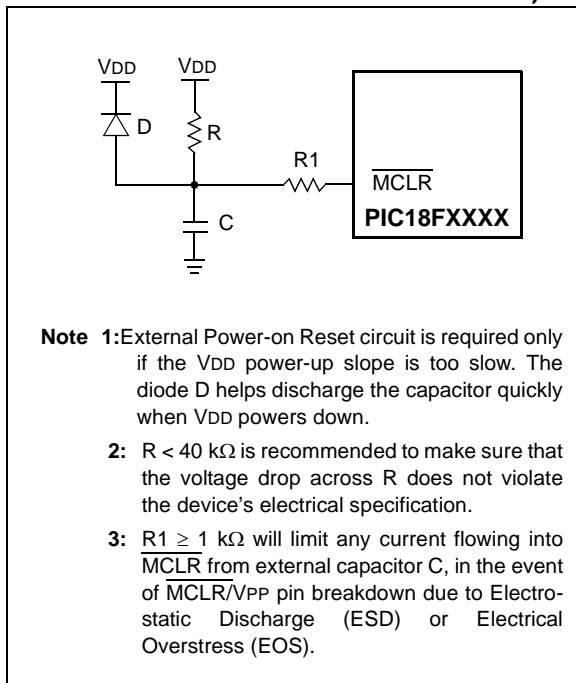 VDD VDD
D
R
R1
MCLR
PIC18FXXXX
C
Note 1:External Power-on Reset circuit is required only
if the VDD power-up slope is too slow. The
diode D helps discharge the capacitor quickly
when VDD powers down.
2: R < 40 kΩ is recommended to make sure that
the voltage drop across R does not violate
the device's electrical specification.
3: R1 ≥ 1 kΩ will limit any current flowing into
MCLR from external capacitor C, in the event
of MCLR/VPP pin breakdown due to Electro-
static Discharge (ESD) or Electrical
Overstress (EOS).